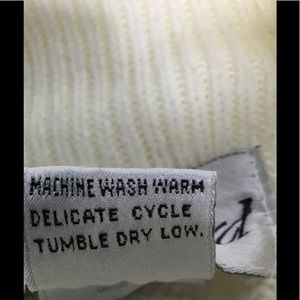 MACHINE WASH WARM
DELICATE CYCLE
TUMBLE DRY LOW.